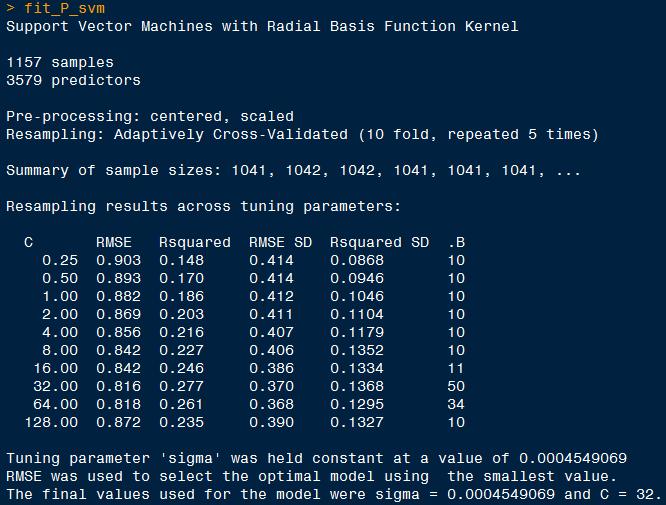 > fit_P_svm
Support Vector Machines with Radial Basis Function Kernel
1157 samples
3579 predictors
Pre-processing: centered, scaled
Resampling: Adaptively Cross-Validated (10 fold, repeated 5 times)
Summary of sample sizes: 1041, 1042, 1042, 1041, 1041, 1041, ...
Resampling results across tuning parameters:
C RMSE Rsquared RMSE SD Rsquared SD .B
0.25 0.903 0.148 0.414 0.0868 10
0.50 0.893 0.170 0.414 0.0946 10
1.00 0.882 0.186 0.412 0.1046 10
2.00 0.869 0.203 0.411 0.1104 10
4.00 0.856 0.216 0.407 0.1179 10
8.00 0.842 0.227 0.406 0.1352 10
16.00 0.842 0.246 0.386 0.1334 11
32.00 0.816 0.277 0.370 0.1368 50
64.00 0.818 0.261 0.368 0.1295 34
128.00 0.872 0.235 0.390 0.1327 10
Tuning parameter 'sigma' was held constant at a value of 0.0004549069
RMSE was used to select the optimal model using  the smallest value.
The final values used for the model were sigma = 0.0004549069 and C = 32.